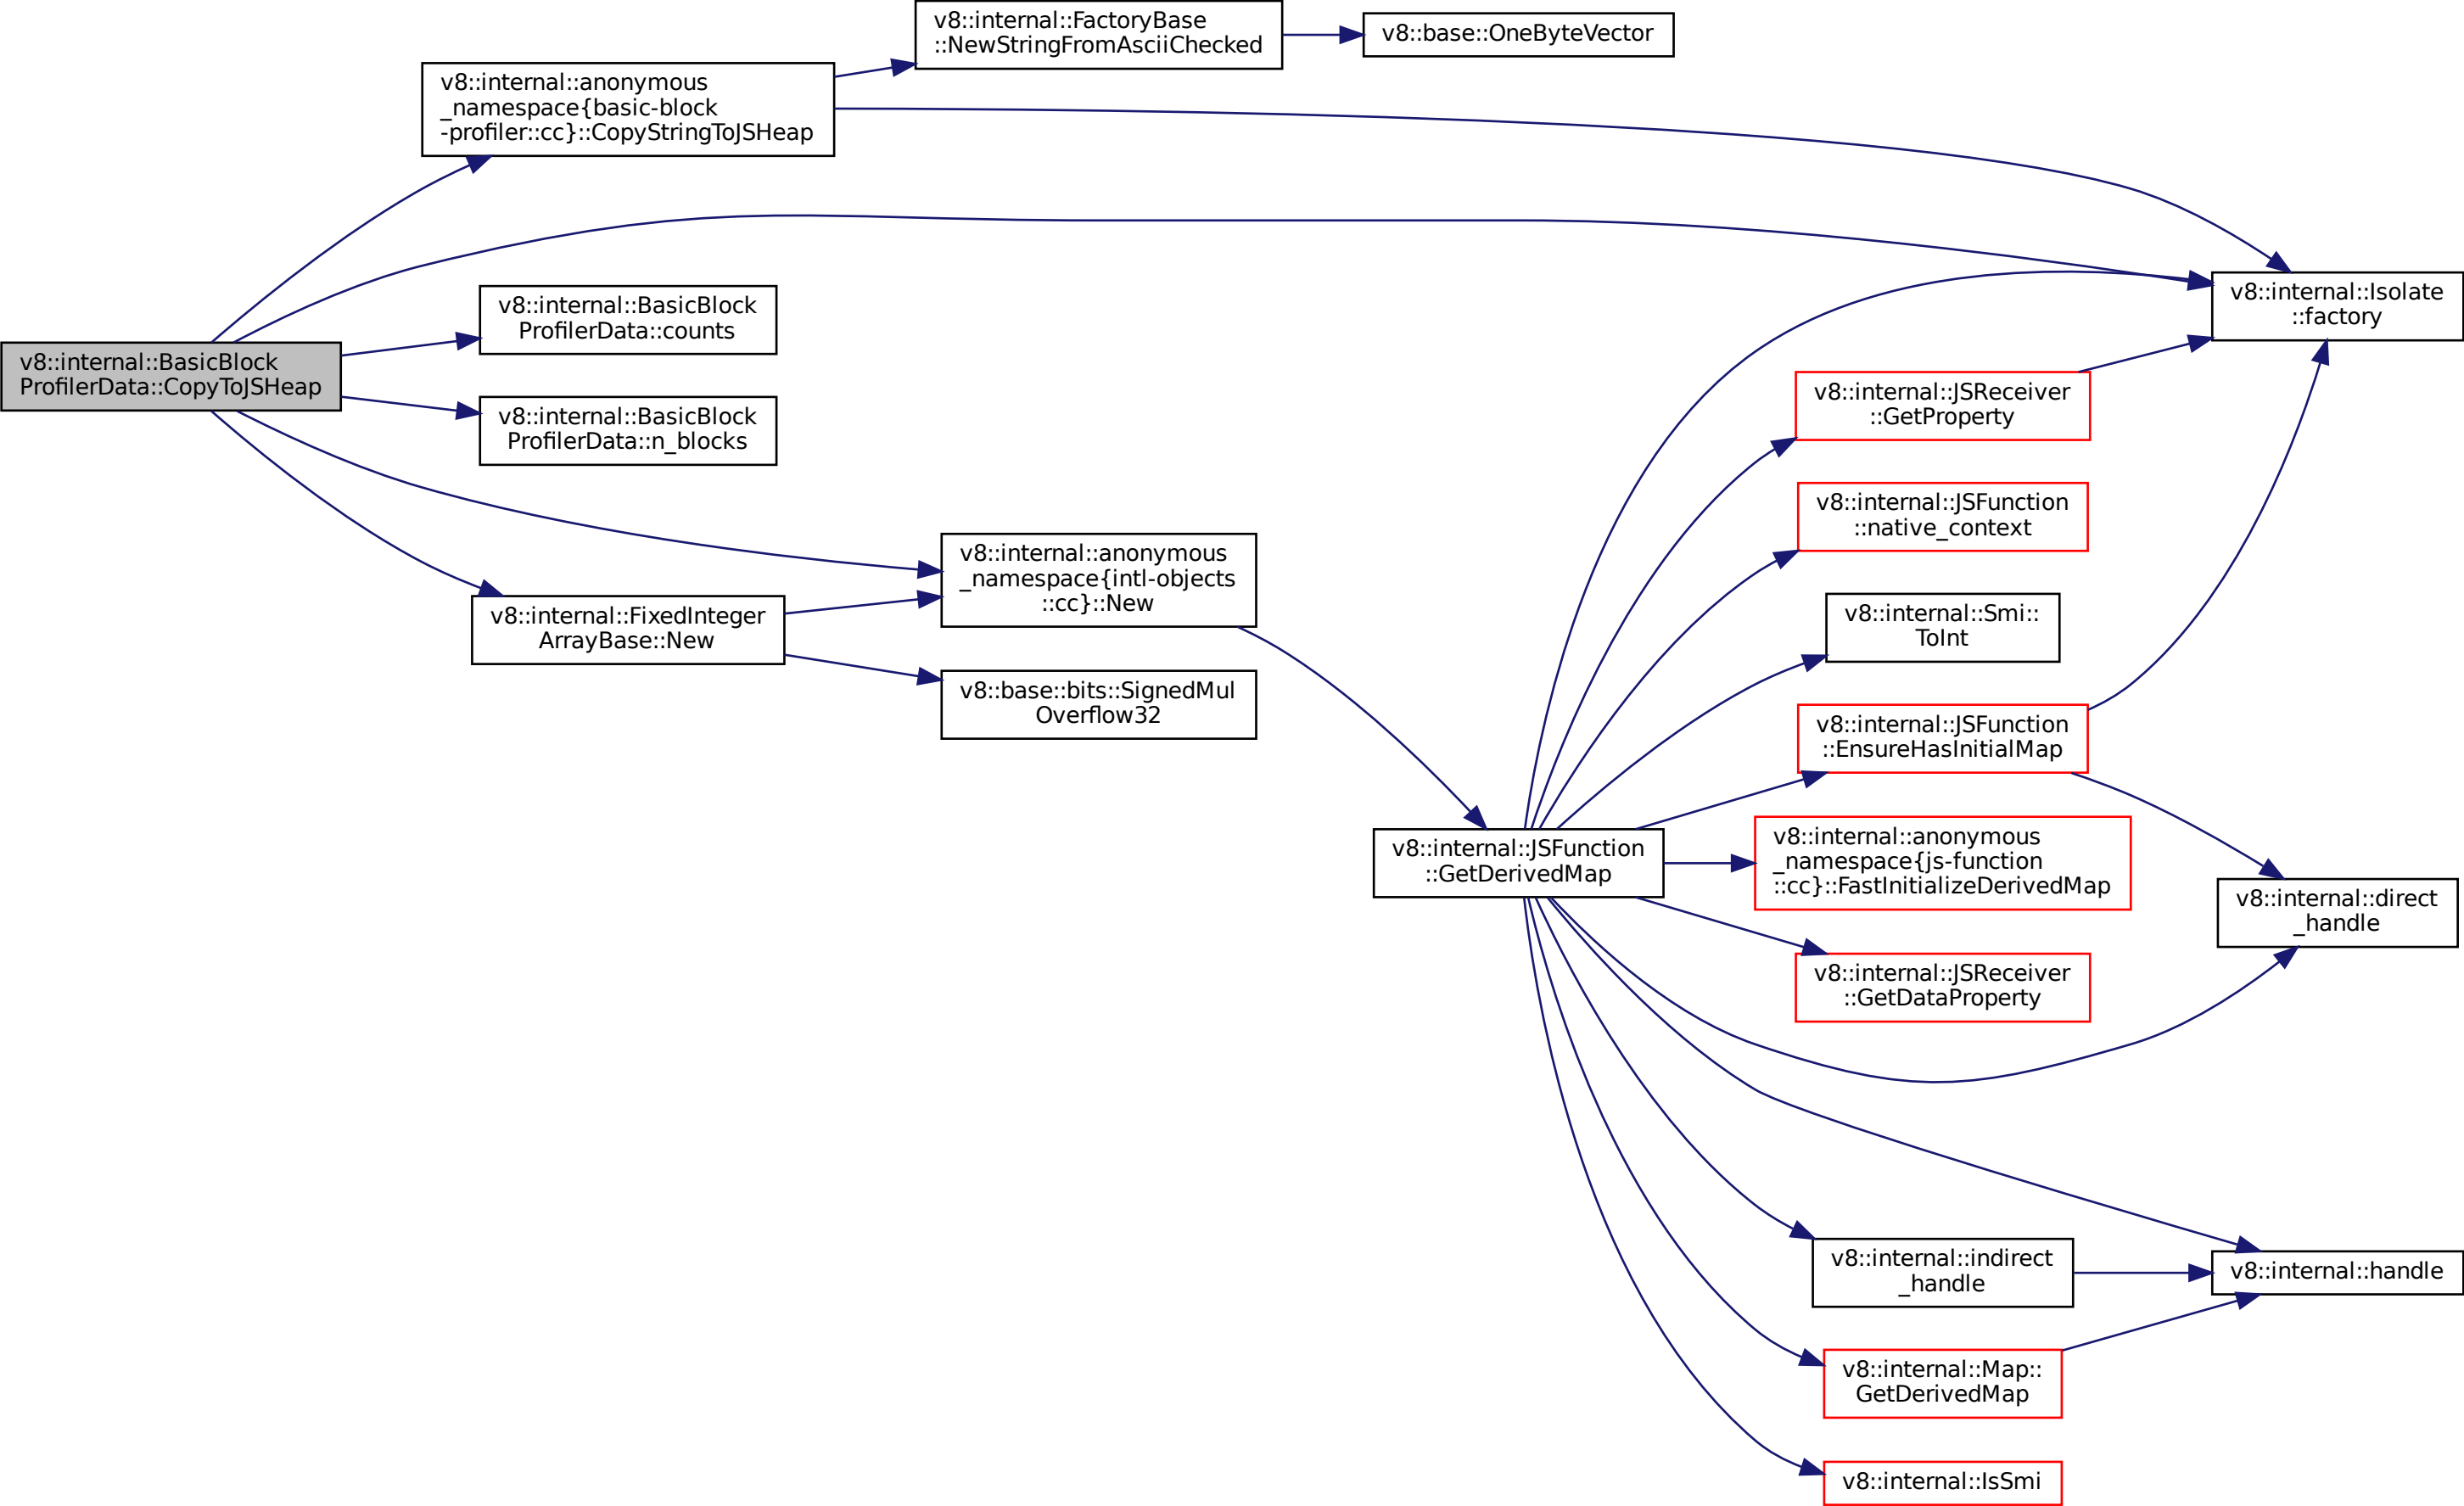 v8::internal::FactoryBase
::NewStringFromAsciiChecked
v8::base::OneByteVector
v8::internal::anonymous
_namespace{basic-block
-profiler::cc}::CopyStringToJSHeap
v8::internal::Isolate
::factory
v8::internal::BasicBlock
ProfilerData::counts
v8::internal::BasicBlock
ProfilerData::CopyToJSHeap
v8::internal::JSReceiver
::GetProperty
v8::internal::BasicBlock
ProfilerData::n_blocks
v8::internal::JSFunction
::native_context
v8::internal::anonymous
_namespace{intl-objects
::cc}::New
v8::internal::FixedInteger
ArrayBase::New
v8::internal::Smi::
ToInt
v8::base::bits::SignedMul
Overflow32
v8::internal::JSFunction
::EnsureHasInitialMap
v8::internal::JSFunction
::GetDerivedMap
v8::internal::anonymous
_namespace{js-function
::cc}::FastInitializeDerivedMap
v8::internal::direct
_handle
v8::internal::JSReceiver
::GetDataProperty
v8::internal::indirect
_handle
v8::internal::handle
v8::internal::Map::
GetDerivedMap
v8::internal::IsSmi